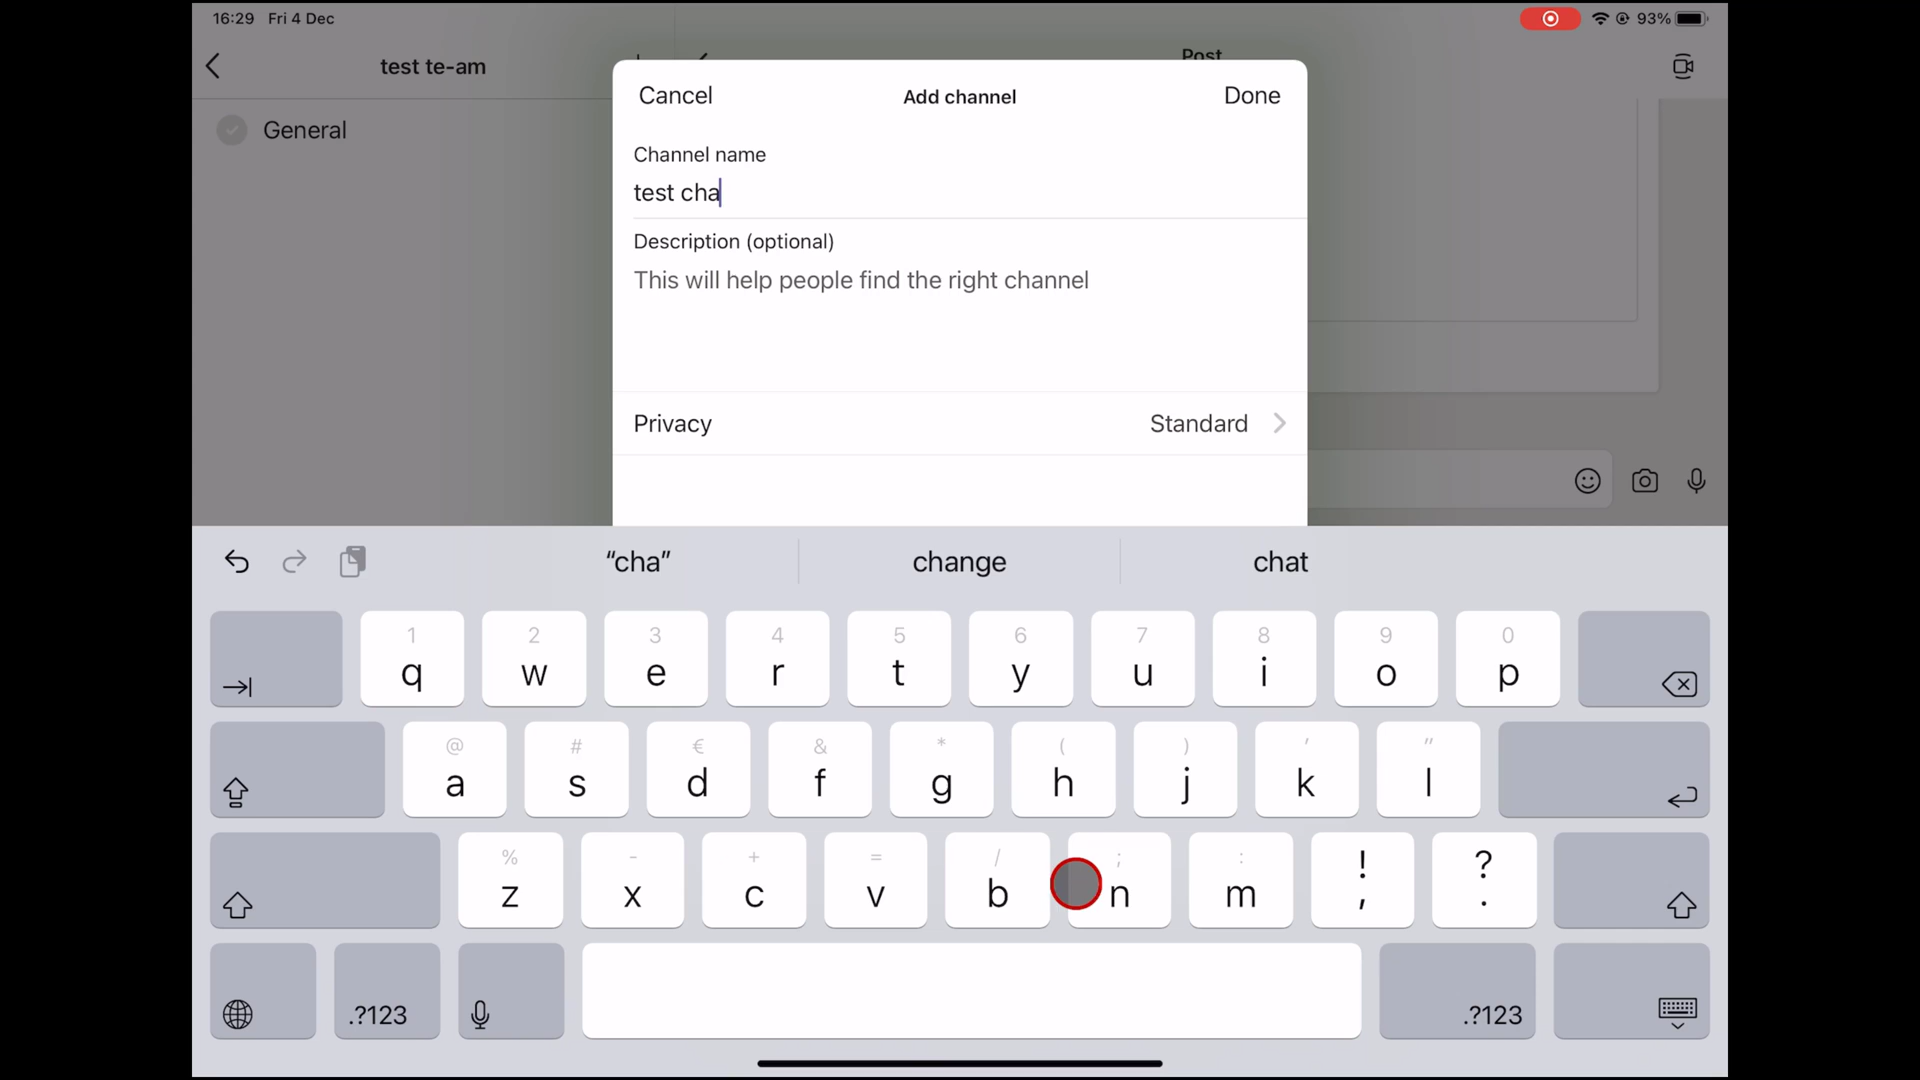 16:29 Fri 4 Dec
93%
test te-am
Post
General
Cancel
Add channel
Done
Channel name
test cha
Description (optional)
This will help people find the right channel
Privacy
Standard
“cha”
change
chat
1 2 3 4 5 6 7 8 9 0
q w e r t y u i o p
@ # € & * ( ) ' "
a s d f g h j k l
% - + = / ; : ! ?
z x c v b n m , .
.?123
.?123